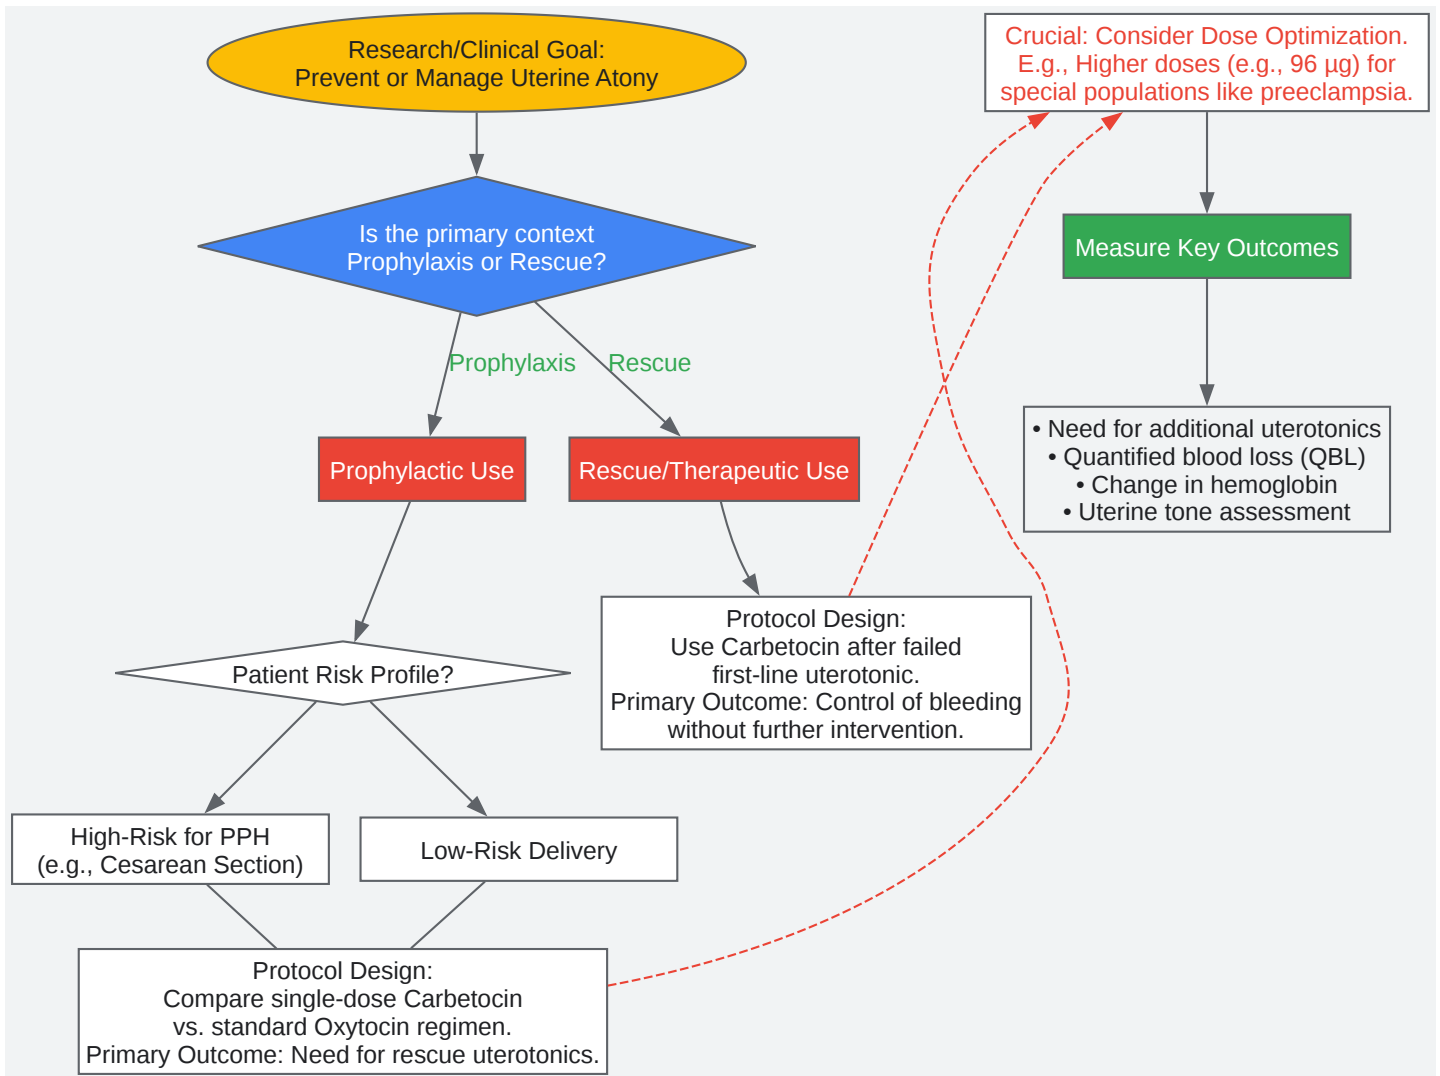 Research/Clinical Goal:
Prevent or Manage Uterine Atony
Is the primary context
Prophylaxis or Rescue?
Prophylaxis
Rescue
Prophylactic Use
Rescue/Therapeutic Use
Patient Risk Profile?
High-Risk for PPH
(e.g., Cesarean Section)
Low-Risk Delivery
Protocol Design:
Compare single-dose Carbetocin
vs. standard Oxytocin regimen.
Primary Outcome: Need for rescue uterotonics.
Protocol Design:
Use Carbetocin after failed
first-line uterotonic.
Primary Outcome: Control of bleeding
without further intervention.
Crucial: Consider Dose Optimization.
E.g., Higher doses (e.g., 96 µg) for
special populations like preeclampsia.
Measure Key Outcomes
• Need for additional uterotonics
• Quantified blood loss (QBL)
• Change in hemoglobin
• Uterine tone assessment